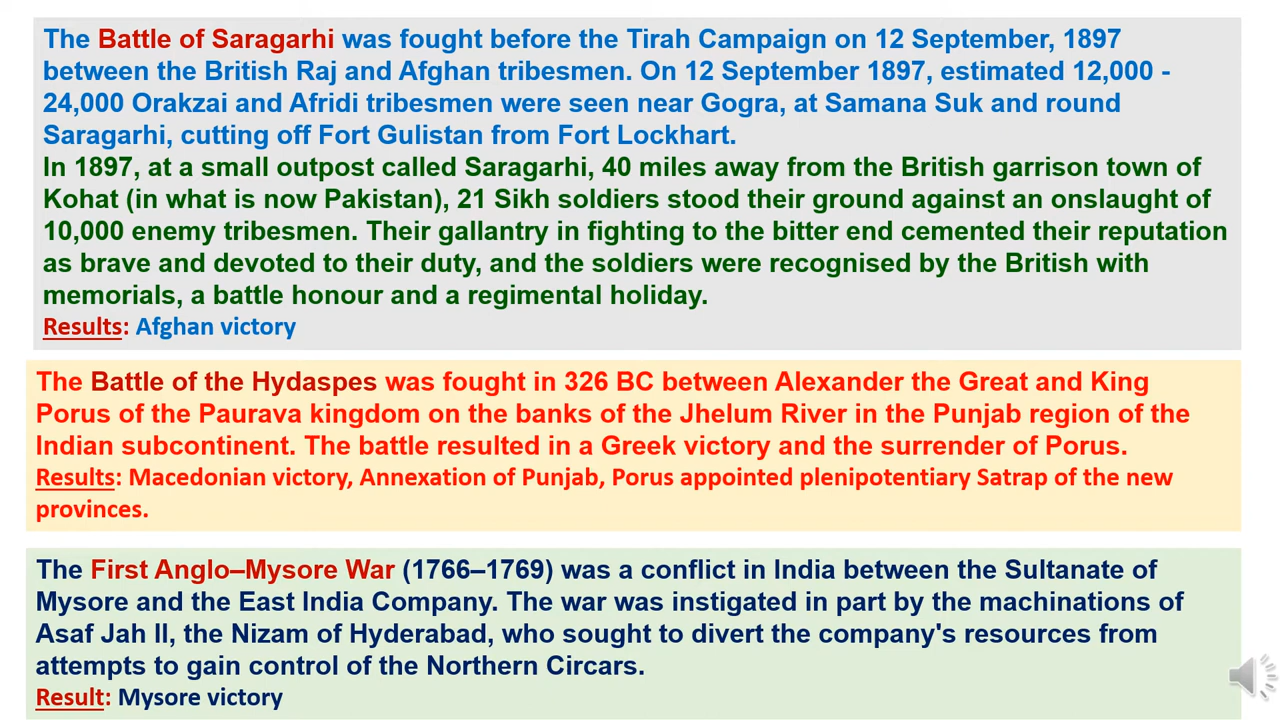 The Battle of Saragarhi was fought before the Tirah Campaign on 12 September, 1897
between the British Raj and Afghan tribesmen. On 12 September 1897, estimated 12,000 -
24,000 Orakzai and Afridi tribesmen were seen near Gogra, at Samana Suk and round
Saragarhi, cutting off Fort Gulistan from Fort Lockhart.
In 1897, at a small outpost called Saragarhi, 40 miles away from the British garrison town of
Kohat (in what is now Pakistan), 21 Sikh soldiers stood their ground against an onslaught of
10,000 enemy tribesmen. Their gallantry in fighting to the bitter end cemented their reputation
as brave and devoted to their duty, and the soldiers were recognised by the British with
memorials, a battle honour and a regimental holiday.
Results: Afghan victory
The Battle of the Hydaspes was fought in 326 BC between Alexander the Great and King
Porus of the Paurava kingdom on the banks of the Jhelum River in the Punjab region of the
Indian subcontinent. The battle resulted in a Greek victory and the surrender of Porus.
Results: Macedonian victory, Annexation of Punjab, Porus appointed plenipotentiary Satrap of the new
provinces.
The First Anglo–Mysore War (1766–1769) was a conflict in India between the Sultanate of
Mysore and the East India Company. The war was instigated in part by the machinations of
Asaf Jah II, the Nizam of Hyderabad, who sought to divert the company's resources from
attempts to gain control of the Northern Circars.
Result: Mysore victory